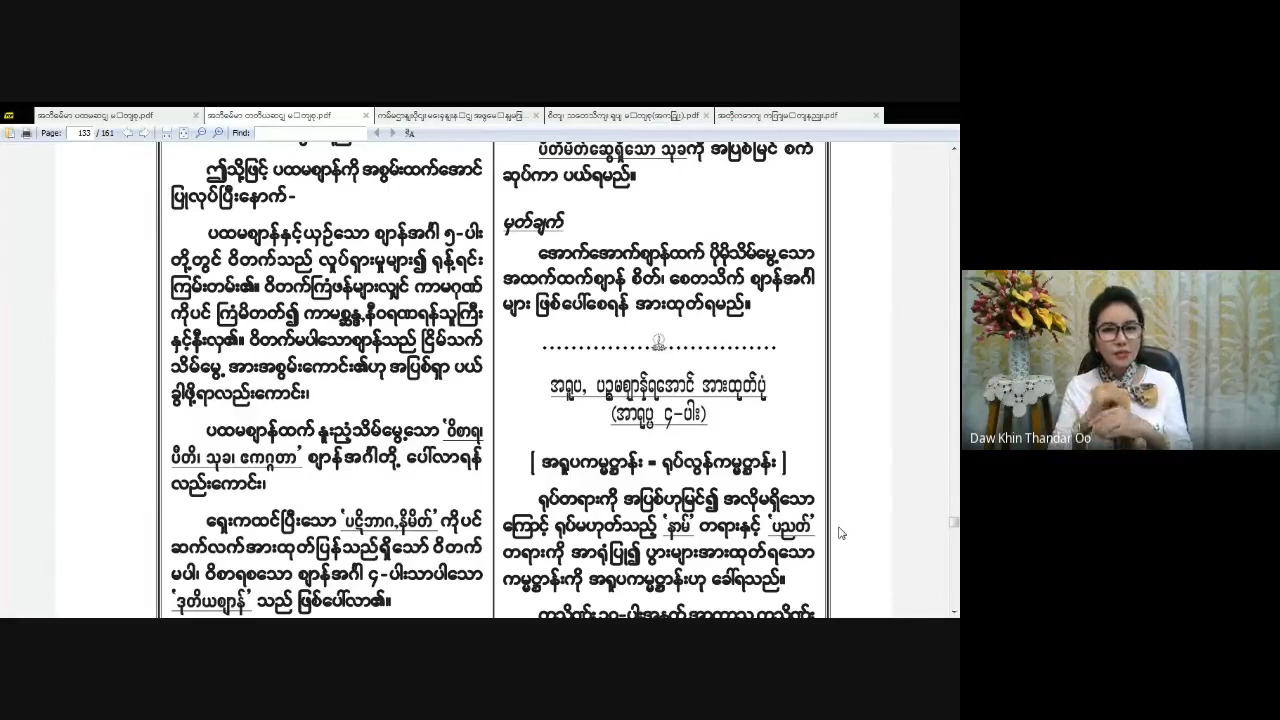 Page: 133 / 161
Find:
ဤသို့ဖြင့် ပထမဈာန်ကို အစွမ်းထက်အောင်
ပြုလုပ်ပြီးနောက်-
ပထမဈာန်နှင့်ယှဉ်သော ဈာန်အင်္ဂါ ၅-ပါး
တို့တွင် ဝိတက်သည် လှုပ်ရှားမှုများ၍ ရုန့်ရင်း
ကြမ်းတမ်း၏။ ဝိတက်ကြံဖန်များလျှင် ကာမဂုဏ်
ကိုပင် ကြံမိတတ်၍ ကာမစ္ဆန္ဒ,နီဝရဏရန်သူကြီး
နှင့်နီးလှ၏။ ဝိတက်မပါသောဈာန်သည် ငြိမ်သက်
သိမ်မွေ့ အားအစွမ်းကောင်း၏ဟု အပြစ်ရှာ ပယ်
ခွါဖို့ရာလည်းကောင်း၊
ပထမဈာန်ထက် နူးညံ့သိမ်မွေ့သော 'ဝိစာရ၊
ပီတိ၊ သုခ၊ ဧကဂ္ဂတာ' ဈာန်အင်္ဂါတို့ ပေါ်လာရန်
လည်းကောင်း၊
ရှေးကထင်ပြီးသော 'ပဋိဘာဂ,နိမိတ်' ကိုပင်
ဆက်လက်အားထုတ်ပြန်သည်ရှိသော် ဝိတက်
မပါ၊ ဝိစာရစသော ဈာန်အင်္ဂါ ၄-ပါးသာပါသော
'ဒုတိယဈာန်' သည် ဖြစ်ပေါ်လာ၏။
ပီတိမတ်ဆွေရှိသော သုခကို အပြစ်မြင် စက်
ဆုပ်ကာ ပယ်ရမည်။
မှတ်ချက်
အောက်အောက်ဈာန်ထက် ပိုမိုသိမ်မွေ့သော
အထက်ထက်ဈာန် စိတ်၊ စေတသိက် ဈာန်အင်္ဂါ
များ ဖြစ်ပေါ်စေရန် အားထုတ်ရမည်။
အရူပ, ပဥ္စမဈာန်ရအောင် အားထုတ်ပုံ
(အာရုပ္ပ ၄-ပါး)
[ အရူပကမ္မဋ္ဌာန်း = ရုပ်လွန်ကမ္မဋ္ဌာန်း ]
ရုပ်တရားကို အပြစ်ဟုမြင်၍ အလိုမရှိသော
ကြောင့် ရုပ်မဟုတ်သည့် 'နာမ်' တရားနှင့် 'ပညတ်'
တရားကို အာရုံပြု၍ ပွားများအားထုတ်ရသော
ကမ္မဋ္ဌာန်းကို အရူပကမ္မဋ္ဌာန်းဟု ခေါ်ရသည်။
Daw Khin Thandar Oo